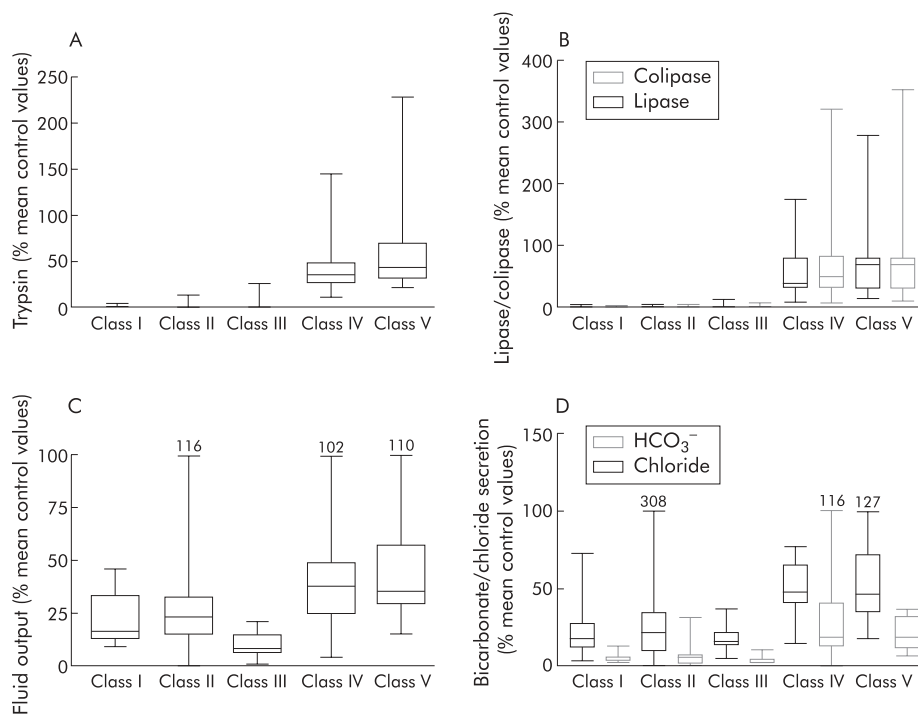 A
Trypsin (% mean control values)
250
200
150
100
50
0
Class I Class II Class III Class IV Class V
B
Lipase/colipase (% mean control values)
400
300
200
100
0
Colipase
Lipase
Class I Class II Class III Class IV Class V
C
Fluid output (% mean control values)
100
75
50
25
0
116
102
110
Class I Class II Class III Class IV Class V
D
Bicarbonate/chloride secretion
(% mean control values)
150
100
50
0
HCO₃⁻
Chloride
308
116
127
Class I Class II Class III Class IV Class V